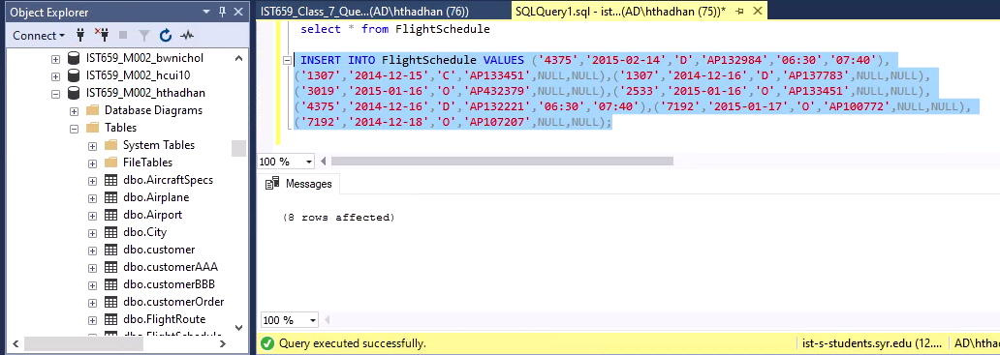 Object Explorer
Connect
IST659_M002_bwnichol
IST659_M002_hcui10
IST659_M002_hthadhan
Database Diagrams
Tables
System Tables
FileTables
dbo.AircraftSpecs
dbo.Airplane
dbo.Airport
dbo.City
dbo.customer
dbo.customerAAA
dbo.customerBBB
dbo.customerOrder
dbo.FlightRoute
dbo.FlightSchedule
IST659_Class_7_Que...(AD\hthadhan (76))
SQLQuery1.sql - ist...(AD\hthadhan (75))*
select * from FlightSchedule
INSERT INTO FlightSchedule VALUES ('4375','2015-02-14','D','AP132984','06:30','07:40'),
('1307','2014-12-15','C','AP133451',NULL,NULL),('1307','2014-12-16','D','AP137783',NULL,NULL),
('3019','2015-01-16','O','AP432379',NULL,NULL),('2533','2015-01-16','O','AP133451',NULL,NULL),
('4375','2014-12-16','D','AP132221','06:30','07:40'),('7192','2015-01-17','O','AP100772',NULL,NULL),
('7192','2014-12-18','O','AP107207',NULL,NULL);
100 %
Messages
(8 rows affected)
100 %
Query executed successfully.
ist-s-students.syr.edu (12....
AD\hthad